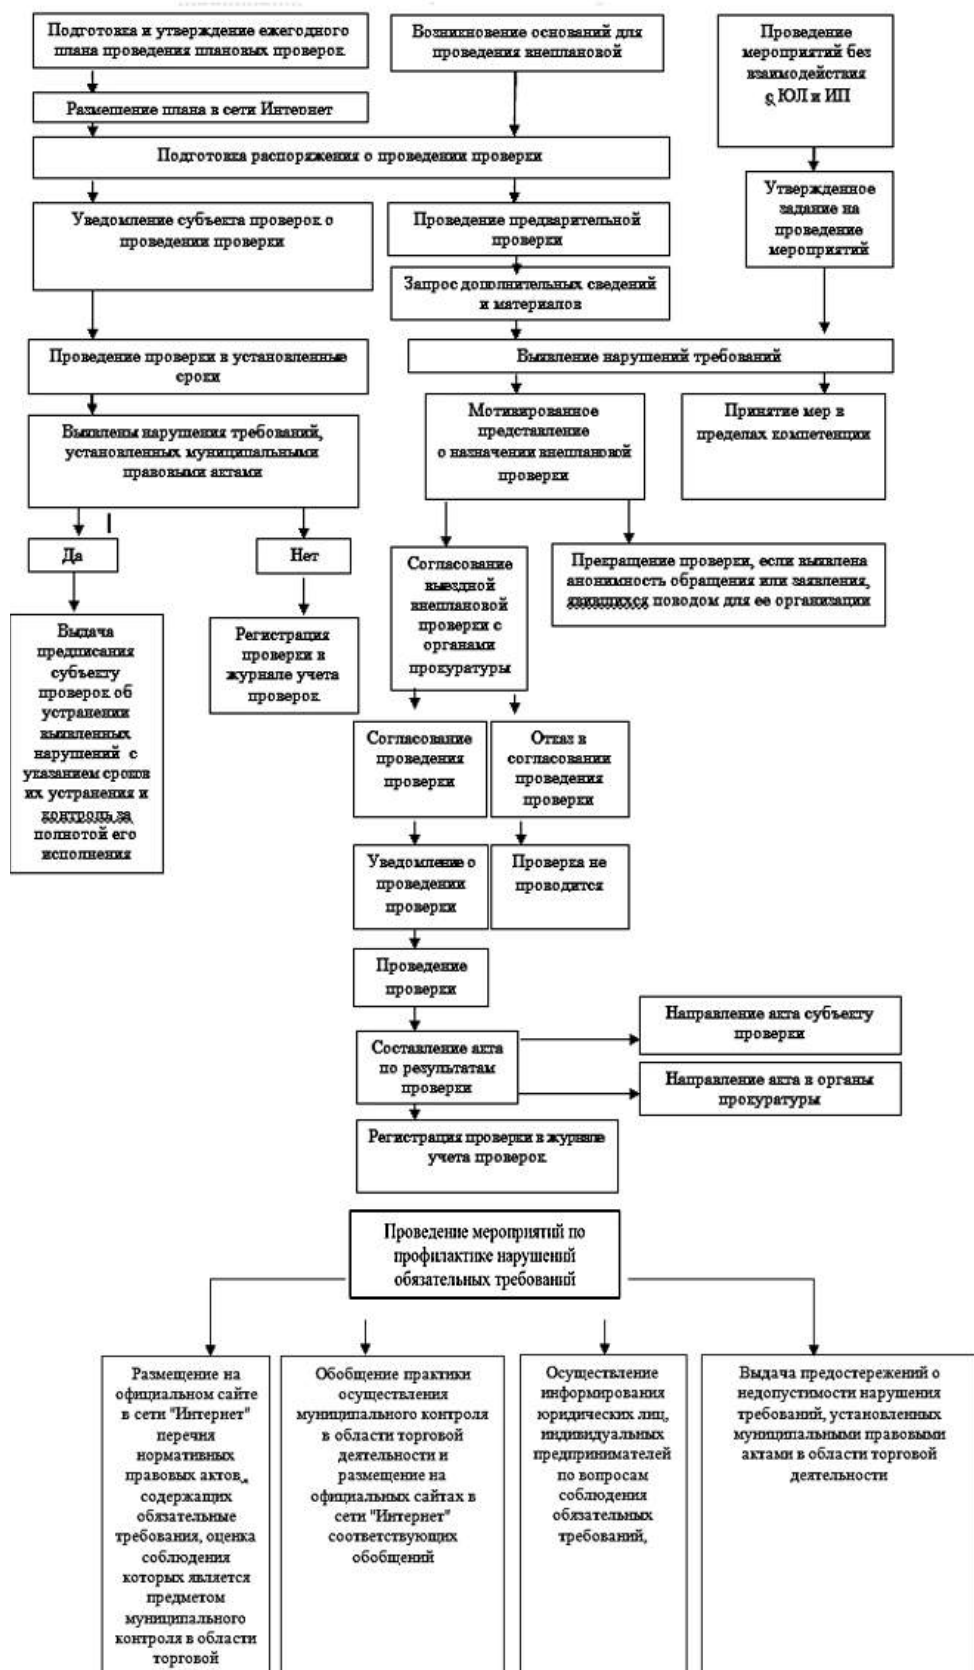 Подготовка и утверждение ежегодного
плана проведения плановых проверок
Возникновение оснований для
проведения внеплановой
Проведение
мероприятий без
взаимодействия
с ЮЛ и ИП
Размещение плана в сети Интернет
Подготовка распоряжения о проведении проверки
Утвержденное
задание на
проведение
мероприятий
Уведомление субъекта проверок о
проведении проверки
Проведение предварительной
проверки
Запрос дополнительных сведений
и материалов
Проведение проверки в установленные
сроки
Выявление нарушений требований
Выявлены нарушения требований,
установленных муниципальными
правовыми актами
Мотивированное
представление
о назначении внеплановой
проверки
Принятие мер в
пределах компетенции
Да
Нет
Согласование
выездной
внеплановой
проверки с
органами
прокуратуры
Прекращение проверки, если выявлена
анонимность обращения или заявления,
явившихся поводом для ее организации
Выдача
предписания
субъекту
проверок об
устранении
выявленных
нарушений с
указанием сроков
их устранения и
контроль за
полнотой его
исполнения
Регистрация
проверки в
журнале учета
проверок
Согласование
проведения
проверки
Отказ в
согласовании
проведения
проверки
Уведомление о
проведении
проверки
Проверка не
проводится
Проведение
проверки
Составление акта
по результатам
проверки
Направление акта субъекту
проверки
Направление акта в органы
прокуратуры
Регистрация проверки в журнале
учета проверок
Проведение мероприятий по
профилактике нарушений
обязательных требований
Размещение на
официальном сайте
в сети "Интернет"
перечня
нормативных
правовых актов,
содержащих
обязательные
требования, оценка
соблюдения
которых является
предметом
муниципального
контроля в области
торговой
Обобщение практики
осуществления
муниципального контроля
в области торговой
деятельности и
размещение на
официальных сайтах в
сети "Интернет"
соответствующих
обобщений
Осуществление
информирования
юридических лиц,
индивидуальных
предпринимателей
по вопросам
соблюдения
обязательных
требований,
Выдача предостережений о
недопустимости нарушения
требований, установленных
муниципальными правовыми
актами в области торговой
деятельности